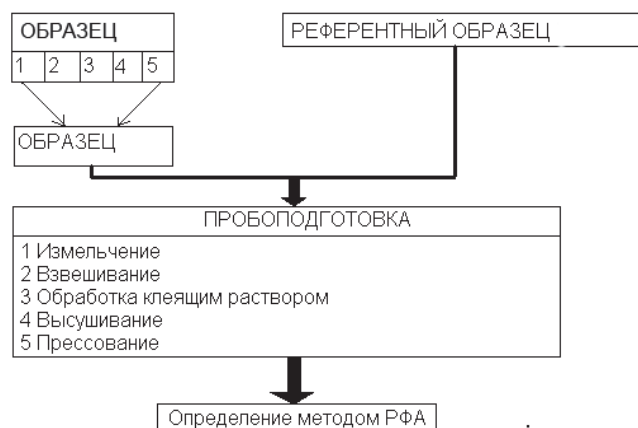 ОБРАЗЕЦ
1 2 3 4 5
РЕФЕРЕНТНЫЙ ОБРАЗЕЦ
ОБРАЗЕЦ
ПРОБОПОДГОТОВКА
1 Измельчение
2 Взвешивание
3 Обработка клеящим раствором
4 Высушивание
5 Прессование
Определение методом РФА
.